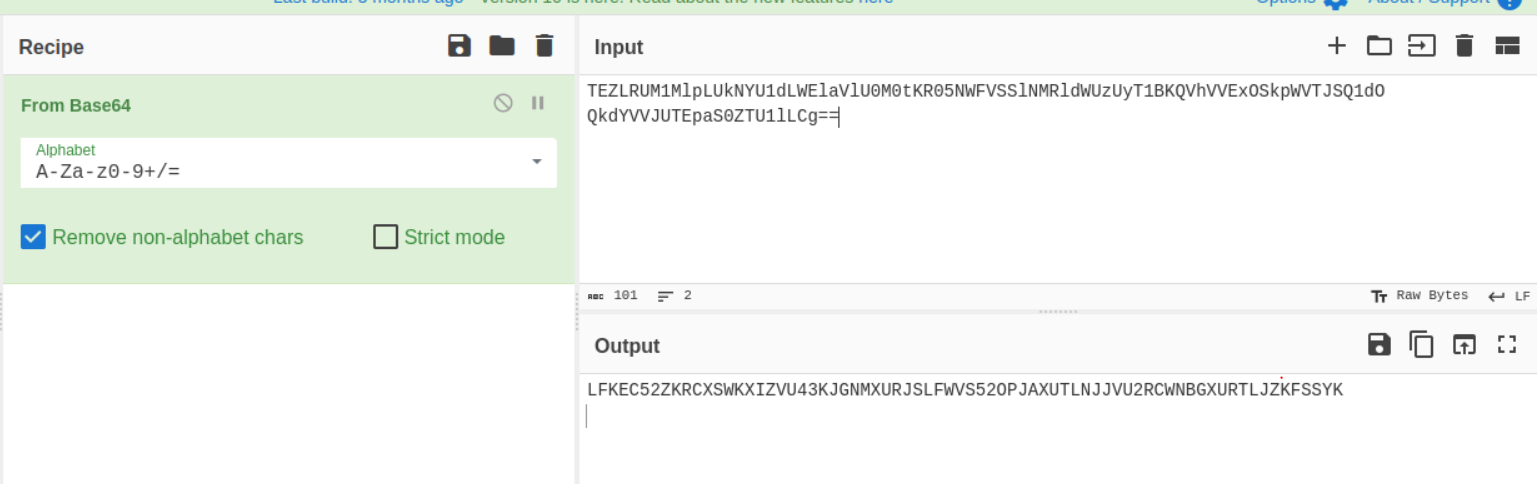 Last build: 3 months ago - Version 10 is here! Read about the new features here
Options
About / Support
Recipe
From Base64
Alphabet
A-Za-z0-9+/=
Remove non-alphabet chars
Strict mode
Input
TEZLRUM1MlpLUkNYU1dLWElaVlU0M0tKR05NWFVSSlNMRldWUzUyT1BKQVhVVExOSkpWVTJSQ1dO
QkdYVVJUTEpaS0ZTU1lLCg==
ABC 101 2
Tr Raw Bytes LF
Output
LFKEC52ZKRCXSWKXIZVU43KJGNMXURJSLFWVS52OPJAXUTLNJJVU2RCWNBGXURTLJZKFSSYK